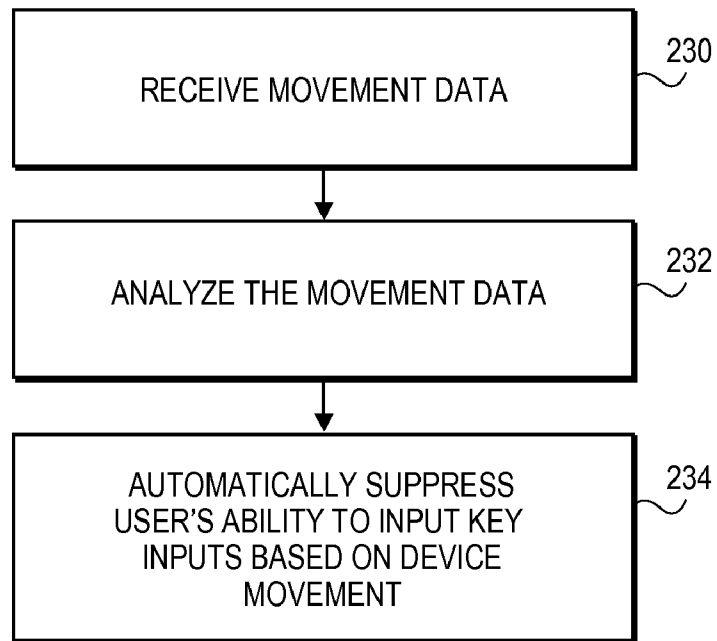 RECEIVE MOVEMENT DATA
230
ANALYZE THE MOVEMENT DATA
232
AUTOMATICALLY SUPPRESS
USER'S ABILITY TO INPUT KEY
INPUTS BASED ON DEVICE
MOVEMENT
234